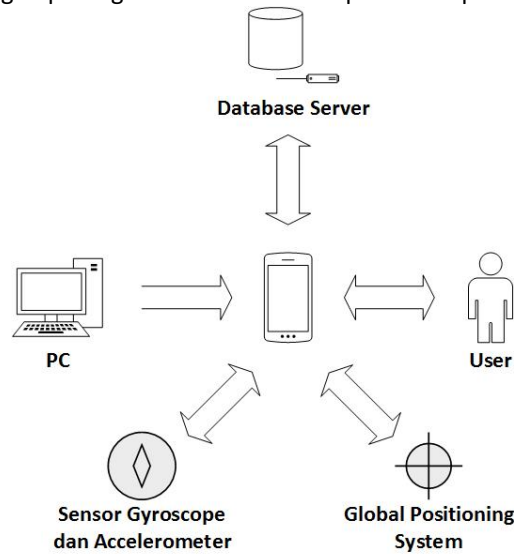 Database Server
PC
User
Sensor Gyroscope
dan Accelerometer
Global Positioning
System